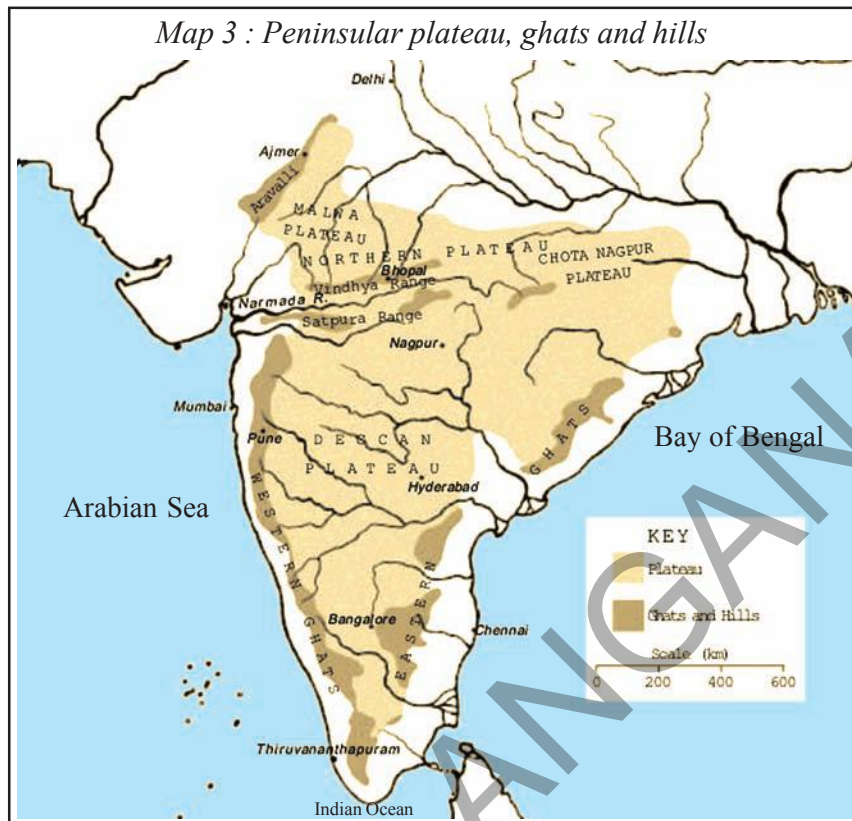 Map 3 : Peninsular plateau, ghats and hills
Delhi
Ajmer
Aravalli
MALWA
PLATEAU
NORTHERN PLATEAU
CHOTA NAGPUR
PLATEAU
Bhopal
Vindhya Range
Narmada R.
Satpura Range
Nagpur
Mumbai
Pune
DECCAN
PLATEAU
Hyderabad
GHATS
Bay of Bengal
Arabian Sea
WESTERN GHATS
EASTERN
Bangalore
Chennai
KEY
Plateau
Ghats and Hills
Scale (km)
0 200 400 600
Thiruvananthapuram
Indian Ocean
ANGANA